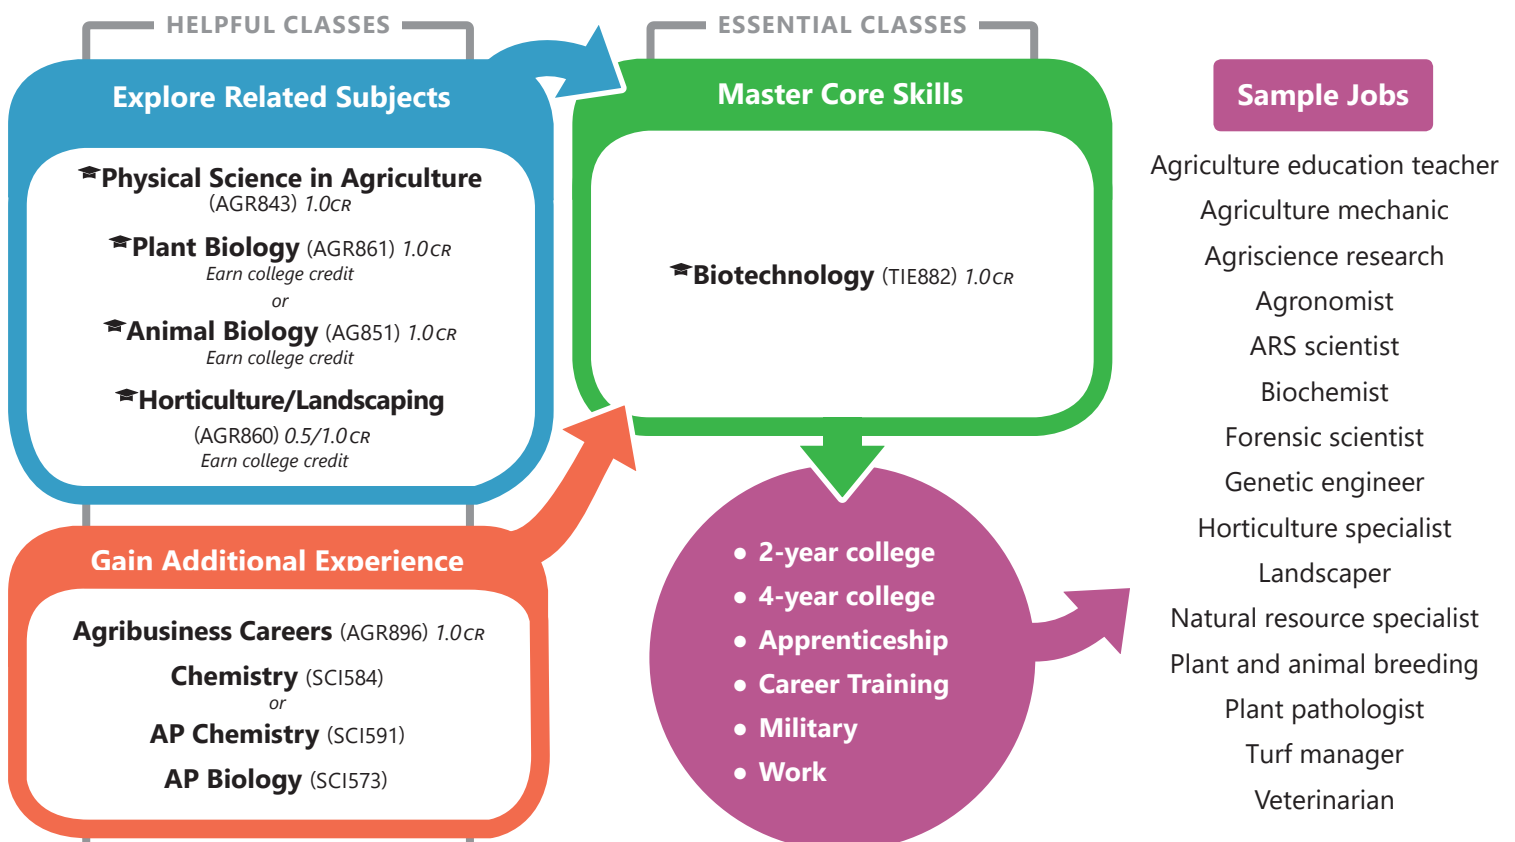 HELPFUL CLASSES
Explore Related Subjects
Physical Science in Agriculture
(AGR843) 1.0CR
Plant Biology (AGR861) 1.0CR
Earn college credit
or
Animal Biology (AG851) 1.0CR
Earn college credit
Horticulture/Landscaping
(AGR860) 0.5/1.0CR
Earn college credit
Gain Additional Experience
Agribusiness Careers (AGR896) 1.0CR
Chemistry (SCI584)
or
AP Chemistry (SCI591)
AP Biology (SCI573)
ESSENTIAL CLASSES
Master Core Skills
Biotechnology (TIE882) 1.0CR
● 2-year college
● 4-year college
● Apprenticeship
● Career Training
● Military
● Work
Sample Jobs
Agriculture education teacher
Agriculture mechanic
Agriscience research
Agronomist
ARS scientist
Biochemist
Forensic scientist
Genetic engineer
Horticulture specialist
Landscaper
Natural resource specialist
Plant and animal breeding
Plant pathologist
Turf manager
Veterinarian